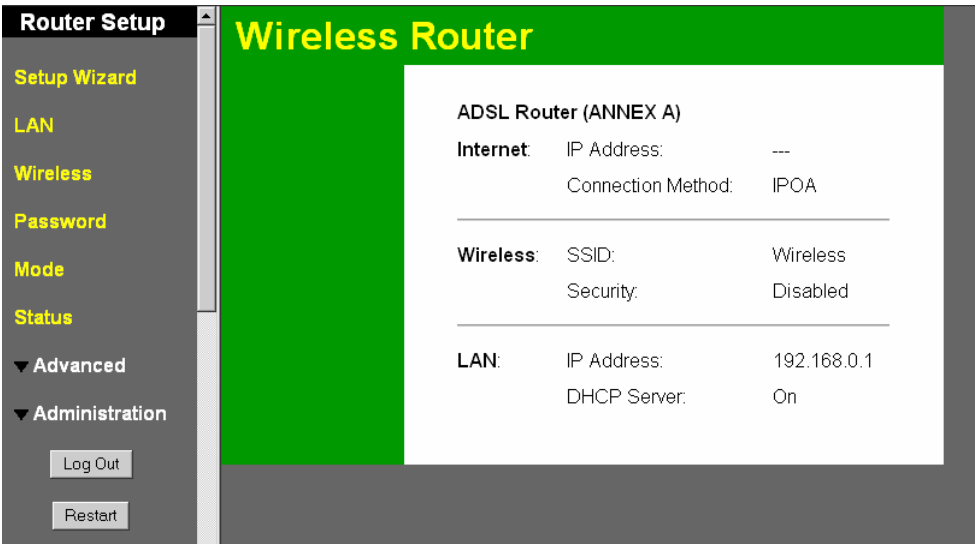 Router Setup
Setup Wizard
LAN
Wireless
Password
Mode
Status
Advanced
Administration
Log Out
Restart
Wireless Router
ADSL Router (ANNEX A)
Internet: IP Address: ---
Connection Method: IPOA
Wireless: SSID: Wireless
Security: Disabled
LAN: IP Address: 192.168.0.1
DHCP Server: On